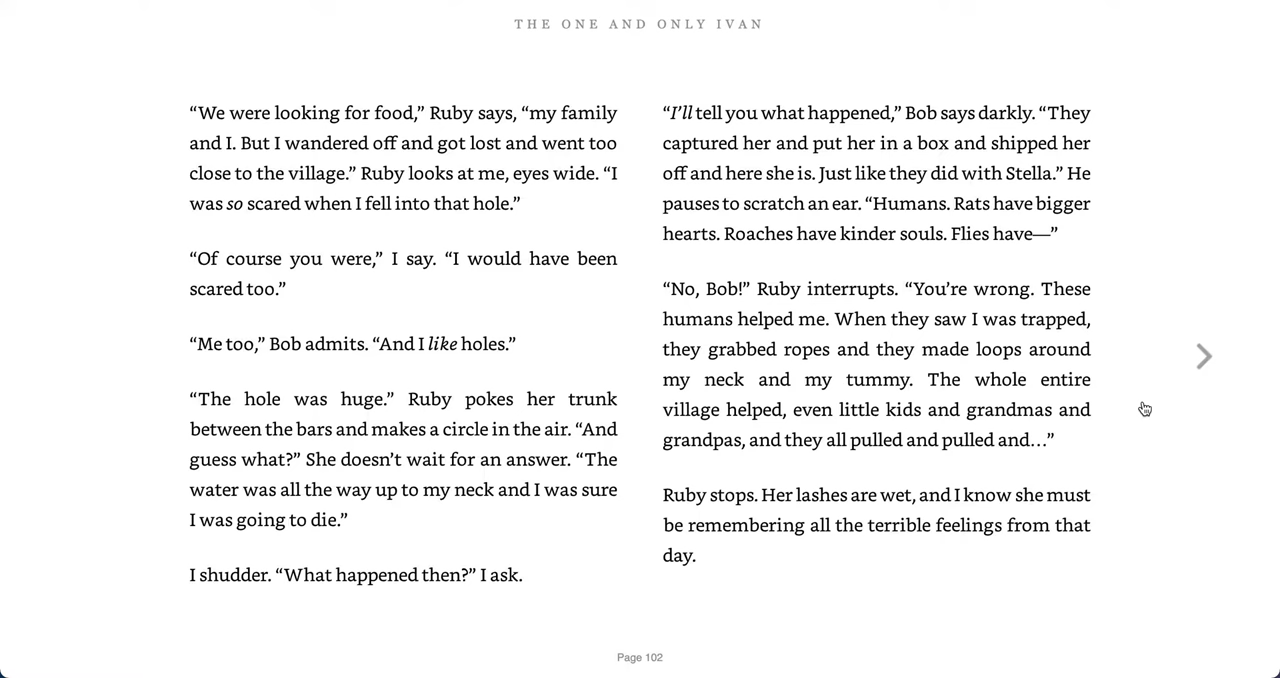 THE ONE AND ONLY IVAN
“We were looking for food,” Ruby says, “my family
and I. But I wandered off and got lost and went too
close to the village.” Ruby looks at me, eyes wide. “I
was so scared when I fell into that hole.”
“Of course you were,” I say. “I would have been
scared too.”
“Me too,” Bob admits. “And I like holes.”
“The hole was huge.” Ruby pokes her trunk
between the bars and makes a circle in the air. “And
guess what?” She doesn’t wait for an answer. “The
water was all the way up to my neck and I was sure
I was going to die.”
I shudder. “What happened then?” I ask.
“I’ll tell you what happened,” Bob says darkly. “They
captured her and put her in a box and shipped her
off and here she is. Just like they did with Stella.” He
pauses to scratch an ear. “Humans. Rats have bigger
hearts. Roaches have kinder souls. Flies have—”
“No, Bob!” Ruby interrupts. “You’re wrong. These
humans helped me. When they saw I was trapped,
they grabbed ropes and they made loops around
my neck and my tummy. The whole entire
village helped, even little kids and grandmas and
grandpas, and they all pulled and pulled and…”
Ruby stops. Her lashes are wet, and I know she must
be remembering all the terrible feelings from that
day.
Page 102